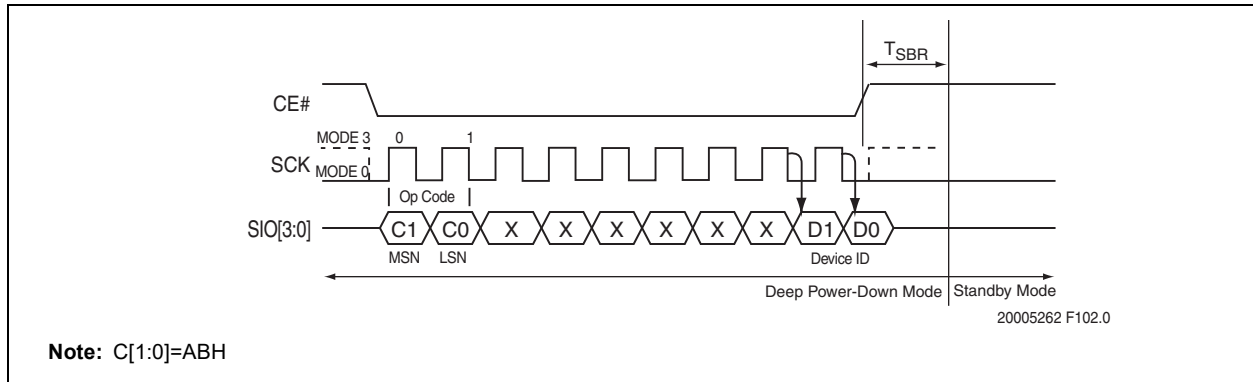 TSBR
CE#
MODE 3 0 1
SCK MODE 0
Op Code
SIO[3:0] C1 C0 X X X X X X D1 D0
MSN LSN Device ID
Deep Power-Down Mode Standby Mode
20005262 F102.0
Note: C[1:0]=ABH